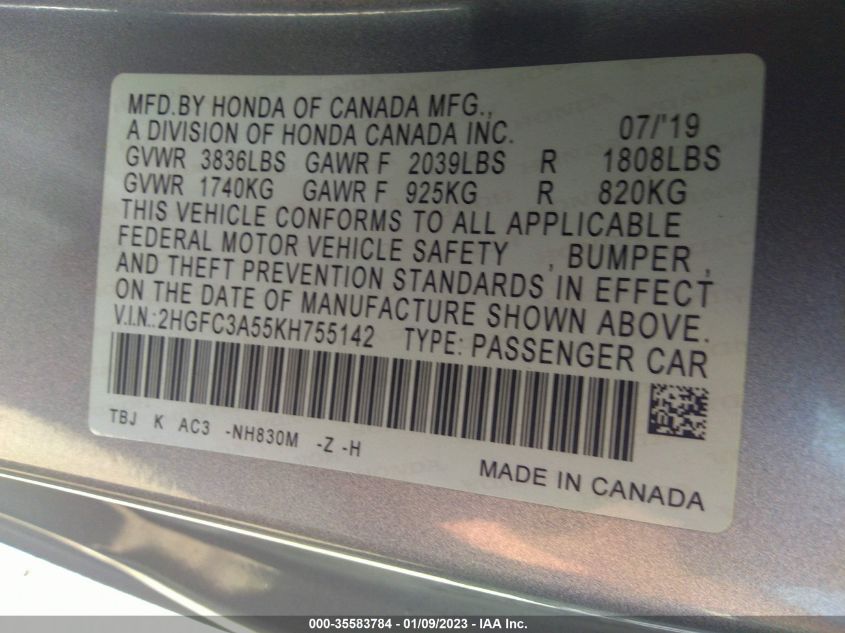 MFD.BY HONDA OF CANADA MFG.,
A DIVISION OF HONDA CANADA INC. 07/'19
GVWR 3836LBS GAWR F 2039LBS R 1808LBS
GVWR 1740KG GAWR F 925KG R 820KG
THIS VEHICLE CONFORMS TO ALL APPLICABLE
FEDERAL MOTOR VEHICLE SAFETY , BUMPER ,
AND THEFT PREVENTION STANDARDS IN EFFECT
ON THE DATE OF MANUFACTURE SHOWN ABOVE.
V.I.N.:2HGFC3A55KH755142 TYPE: PASSENGER CAR
TBJ K AC3 -NH830M -Z -H
MADE IN CANADA
000-35583784 - 01/09/2023 - IAA Inc.